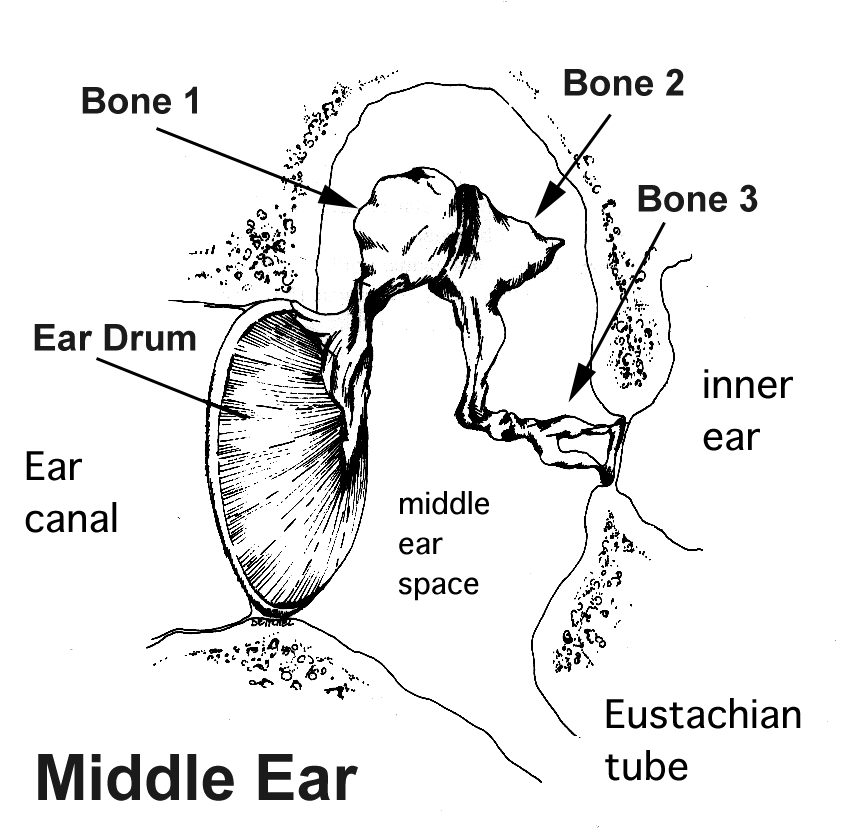 Bone 1
Bone 2
Bone 3
Ear Drum
inner
ear
Ear
canal
middle
ear
space
Eustachian
tube
Middle Ear